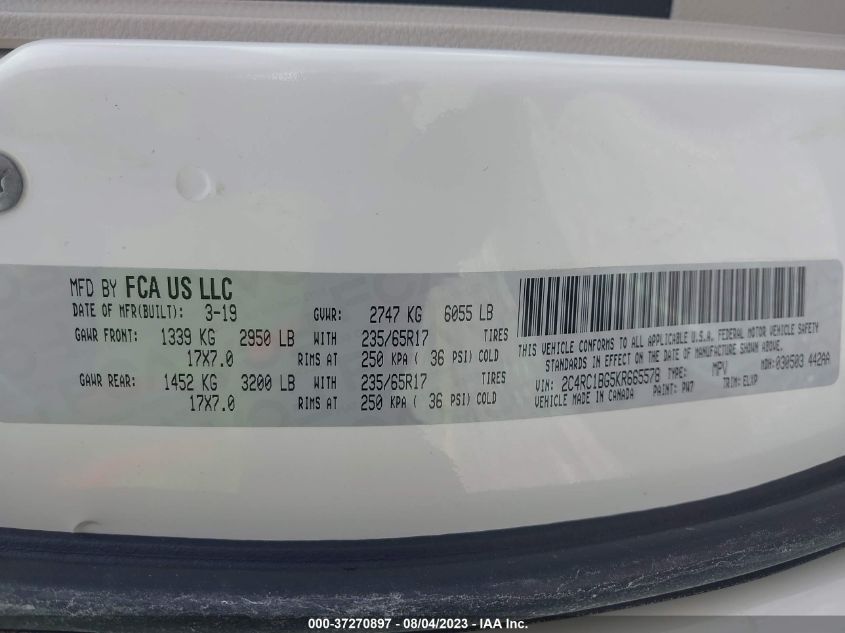 MFD BY FCA US LLC
DATE OF MFR(BUILT): 3-19 GVWR: 2747 KG 6055 LB
GAWR FRONT: 1339 KG 2950 LB WITH 235/65R17 TIRES
17X7.0 RIMS AT 250 KPA ( 36 PSI) COLD
GAWR REAR: 1452 KG 3200 LB WITH 235/65R17 TIRES
17X7.0 RIMS AT 250 KPA ( 36 PSI) COLD
THIS VEHICLE CONFORMS TO ALL APPLICABLE U.S.A. FEDERAL MOTOR VEHICLE SAFETY
STANDARDS IN EFFECT ON THE DATE OF MANUFACTURE SHOWN ABOVE.
MDH:030503 442AA
VIN: 2C4RC1BG5KR665578 TYPE: MPV
VEHICLE MADE IN CANADA PAINT: PW7 TRIM: ELXP
000-37270897 - 08/04/2023 - IAA Inc.